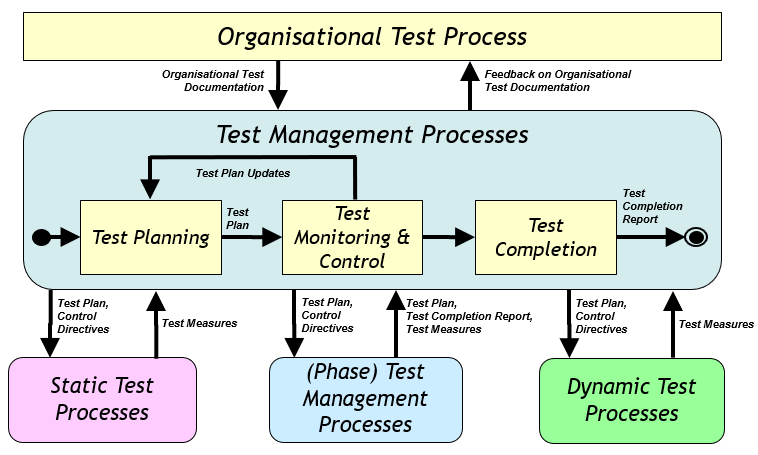 Organisational Test Process
Organisational Test
Documentation
Feedback on Organisational
Test Documentation
Test Management Processes
Test Plan Updates
Test Planning
Test
Plan
Test
Monitoring &
Control
Test
Completion
Test
Completion
Report
Test Plan,
Control
Directives
Test Measures
Test Plan,
Control
Directives
Test Plan,
Test Completion Report,
Test Measures
Test Plan,
Control
Directives
Test Measures
Static Test
Processes
(Phase) Test
Management
Processes
Dynamic Test
Processes